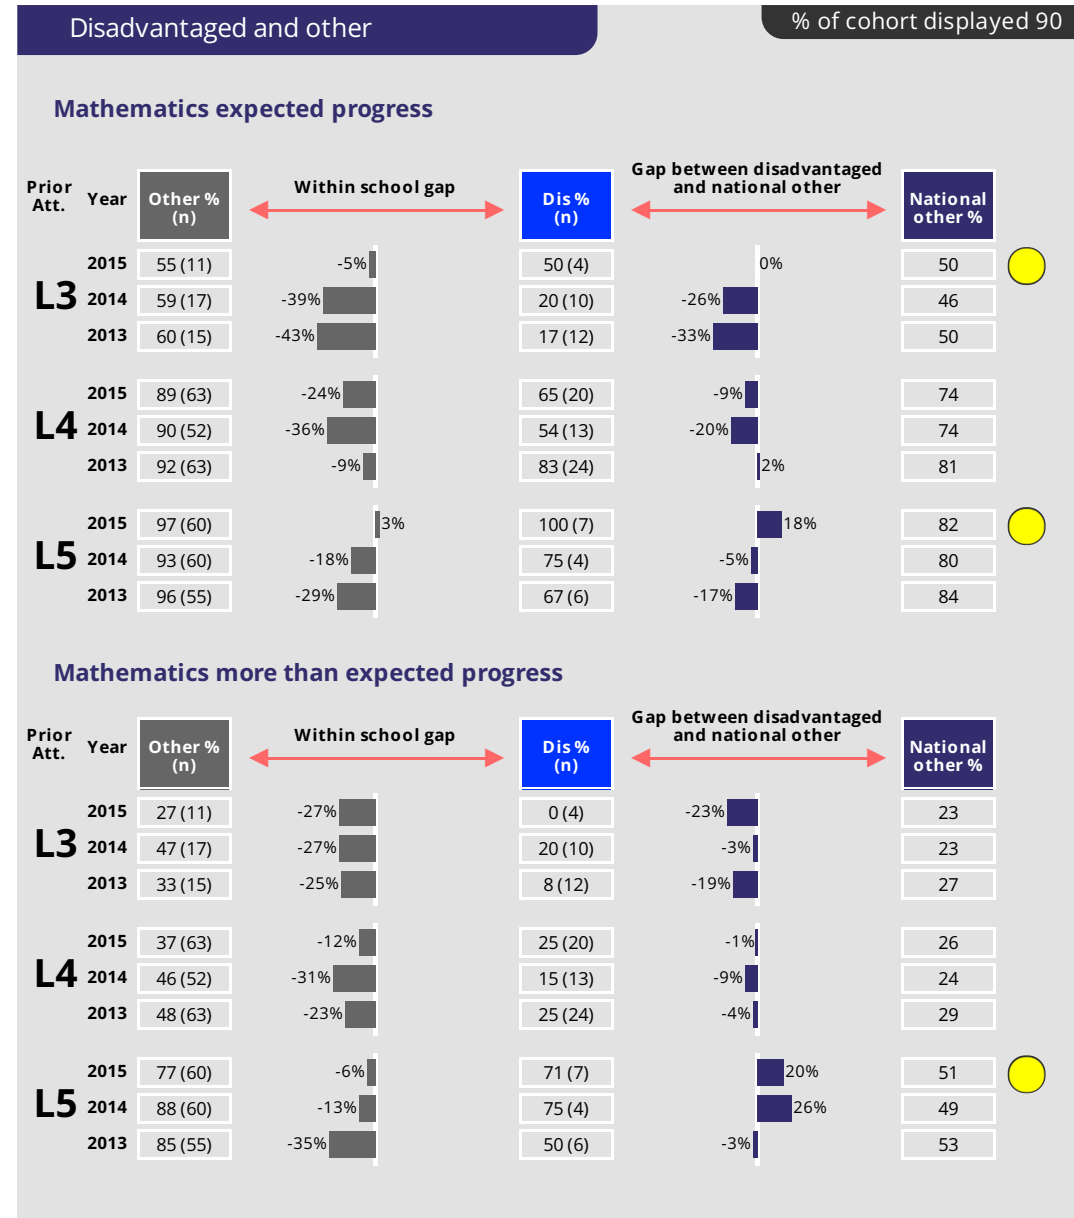 Disadvantaged and other
% of cohort displayed 90
Mathematics expected progress
Prior Att.
Year
Other % (n)
Within school gap
Dis % (n)
Gap between disadvantaged and national other
National other %
L3
2015 55 (11) -5% 50 (4) 0% 50
2014 59 (17) -39% 20 (10) -26% 46
2013 60 (15) -43% 17 (12) -33% 50
L4
2015 89 (63) -24% 65 (20) -9% 74
2014 90 (52) -36% 54 (13) -20% 74
2013 92 (63) -9% 83 (24) 2% 81
L5
2015 97 (60) 3% 100 (7) 18% 82
2014 93 (60) -18% 75 (4) -5% 80
2013 96 (55) -29% 67 (6) -17% 84
Mathematics more than expected progress
Prior Att.
Year
Other % (n)
Within school gap
Dis % (n)
Gap between disadvantaged and national other
National other %
L3
2015 27 (11) -27% 0 (4) -23% 23
2014 47 (17) -27% 20 (10) -3% 23
2013 33 (15) -25% 8 (12) -19% 27
L4
2015 37 (63) -12% 25 (20) -1% 26
2014 46 (52) -31% 15 (13) -9% 24
2013 48 (63) -23% 25 (24) -4% 29
L5
2015 77 (60) -6% 71 (7) 20% 51
2014 88 (60) -13% 75 (4) 26% 49
2013 85 (55) -35% 50 (6) -3% 53